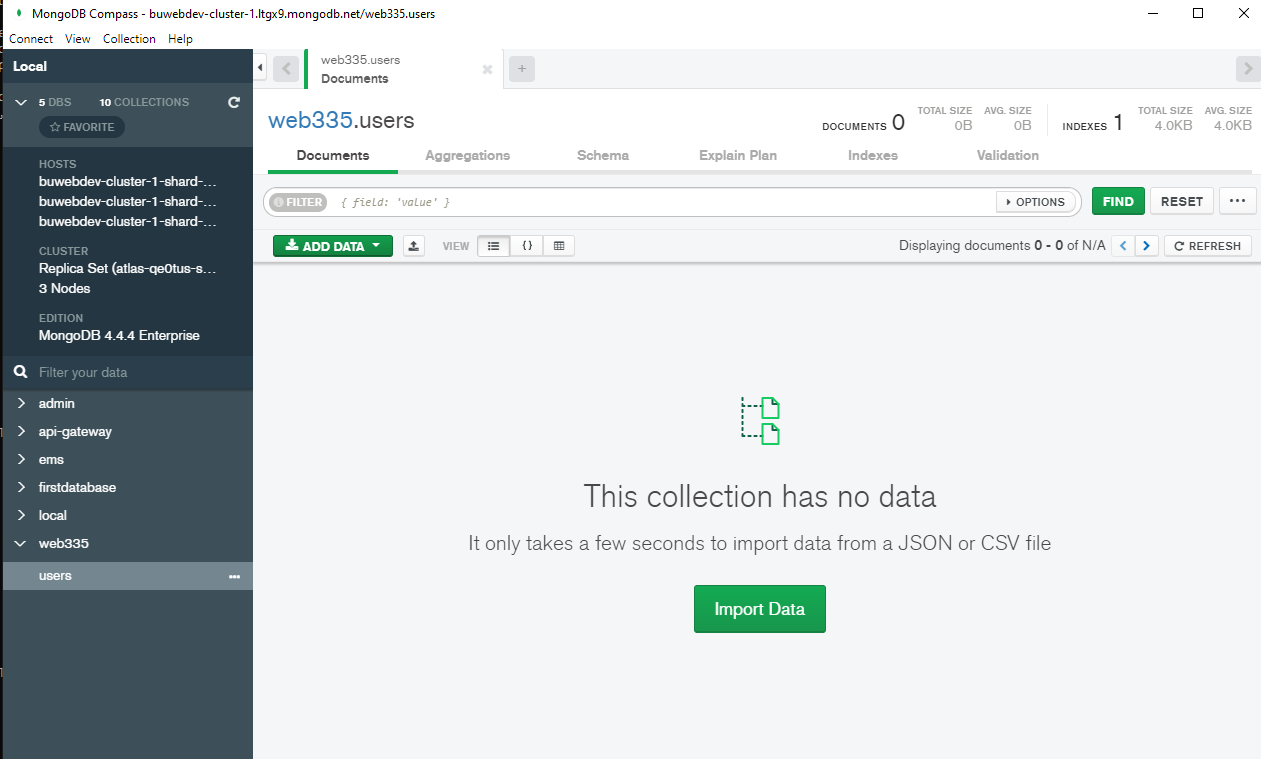 MongoDB Compass - buwebdev-cluster-1.ltgx9.mongodb.net/web335.users
Connect View Collection Help
Local
5 DBS 10 COLLECTIONS
FAVORITE
HOSTS
buwebdev-cluster-1-shard-...
buwebdev-cluster-1-shard-...
buwebdev-cluster-1-shard-...
CLUSTER
Replica Set (atlas-qe0tus-s...
3 Nodes
EDITION
MongoDB 4.4.4 Enterprise
Filter your data
admin
api-gateway
ems
firstdatabase
local
web335
users
web335.users
Documents
web335.users
DOCUMENTS 0
TOTAL SIZE
0B
AVG. SIZE
0B
INDEXES 1
TOTAL SIZE
4.0KB
AVG. SIZE
4.0KB
Documents Aggregations Schema Explain Plan Indexes Validation
FILTER { field: 'value' } OPTIONS FIND RESET
ADD DATA VIEW { } Displaying documents 0 - 0 of N/A REFRESH
This collection has no data
It only takes a few seconds to import data from a JSON or CSV file
Import Data